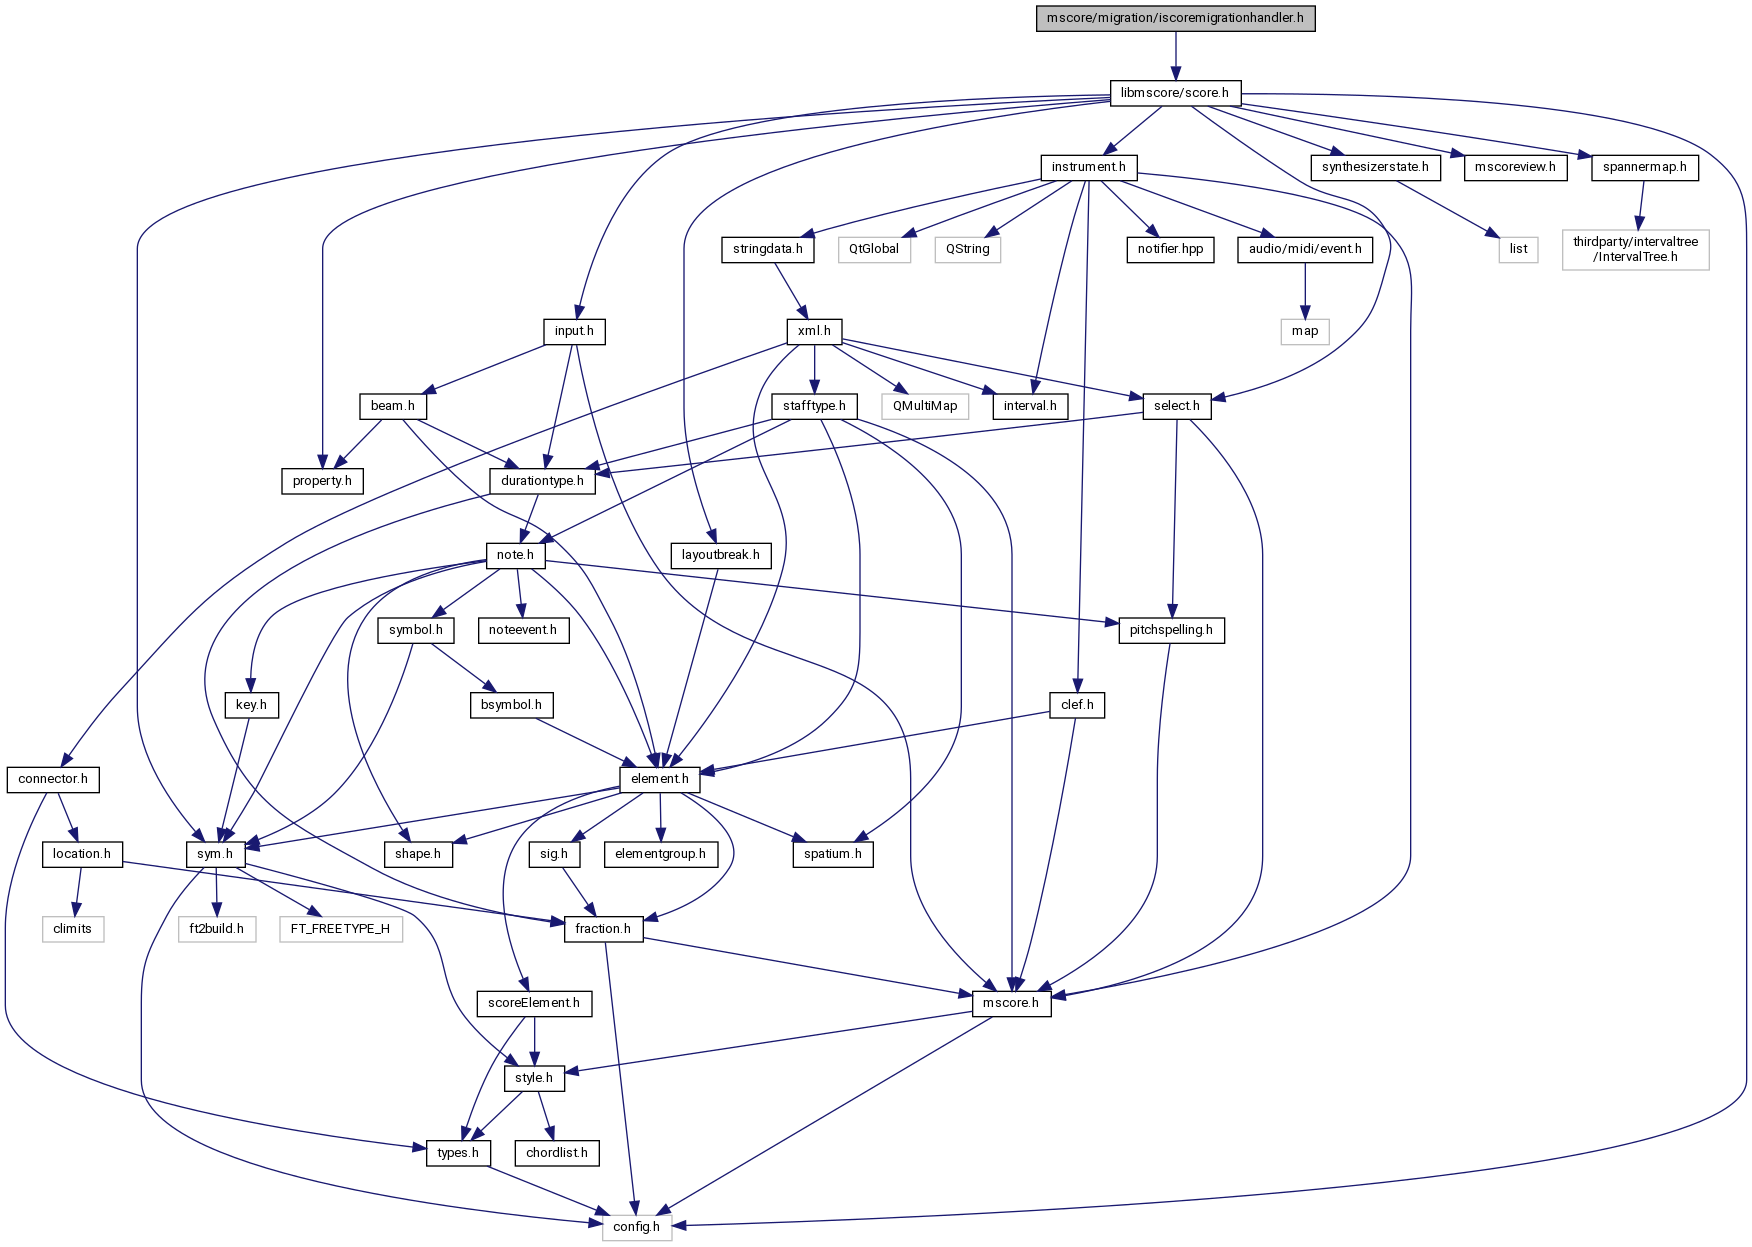 mscore/migration/iscoremigrationhandler.h
libmscore/score.h
instrument.h
synthesizerstate.h
mscoreview.h
spannermap.h
stringdata.h
QtGlobal
QString
notifier.hpp
audio/midi/event.h
list
thirdparty/intervaltree
/IntervalTree.h
input.h
xml.h
map
beam.h
stafftype.h
QMultiMap
interval.h
select.h
property.h
durationtype.h
note.h
layoutbreak.h
symbol.h
noteevent.h
pitchspelling.h
key.h
bsymbol.h
clef.h
connector.h
element.h
location.h
sym.h
shape.h
sig.h
elementgroup.h
spatium.h
climits
ft2build.h
FT_FREETYPE_H
fraction.h
scoreElement.h
mscore.h
style.h
types.h
chordlist.h
config.h